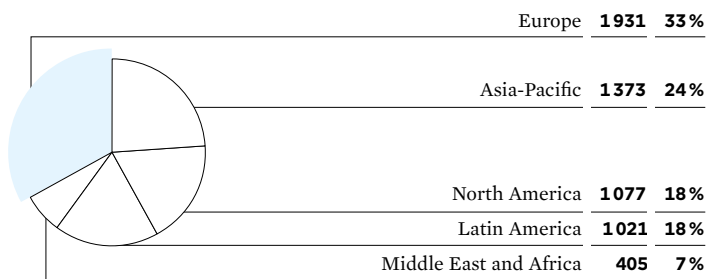 Europe 1931 33%
Asia-Pacific 1373 24%
North America 1077 18%
Latin America 1021 18%
Middle East and Africa 405 7%